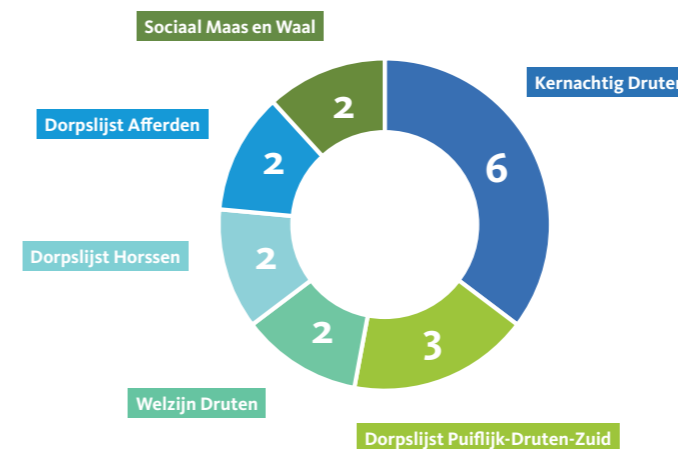 Sociaal Maas en Waal
2
Kernachtig Druten
Dorpslijst Afferden
2
6
Dorpslijst Horssen
2
2
3
Welzijn Druten
Dorpslijst Puiflijk-Druten-Zuid